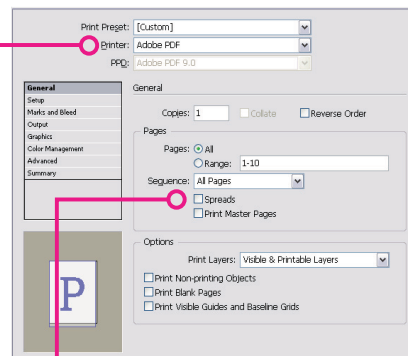 Print Preset: [Custom]
Printer: Adobe PDF
PPD: Adobe PDF 9.0
General
Setup
Marks and Bleed
Output
Graphics
Color Management
Advanced
Summary
General
Copies: 1 Collate Reverse Order
Pages
Pages: All
Range: 1-10
Sequence: All Pages
Spreads
Print Master Pages
Options
Print Layers: Visible & Printable Layers
Print Non-printing Objects
Print Blank Pages
Print Visible Guides and Baseline Grids
P